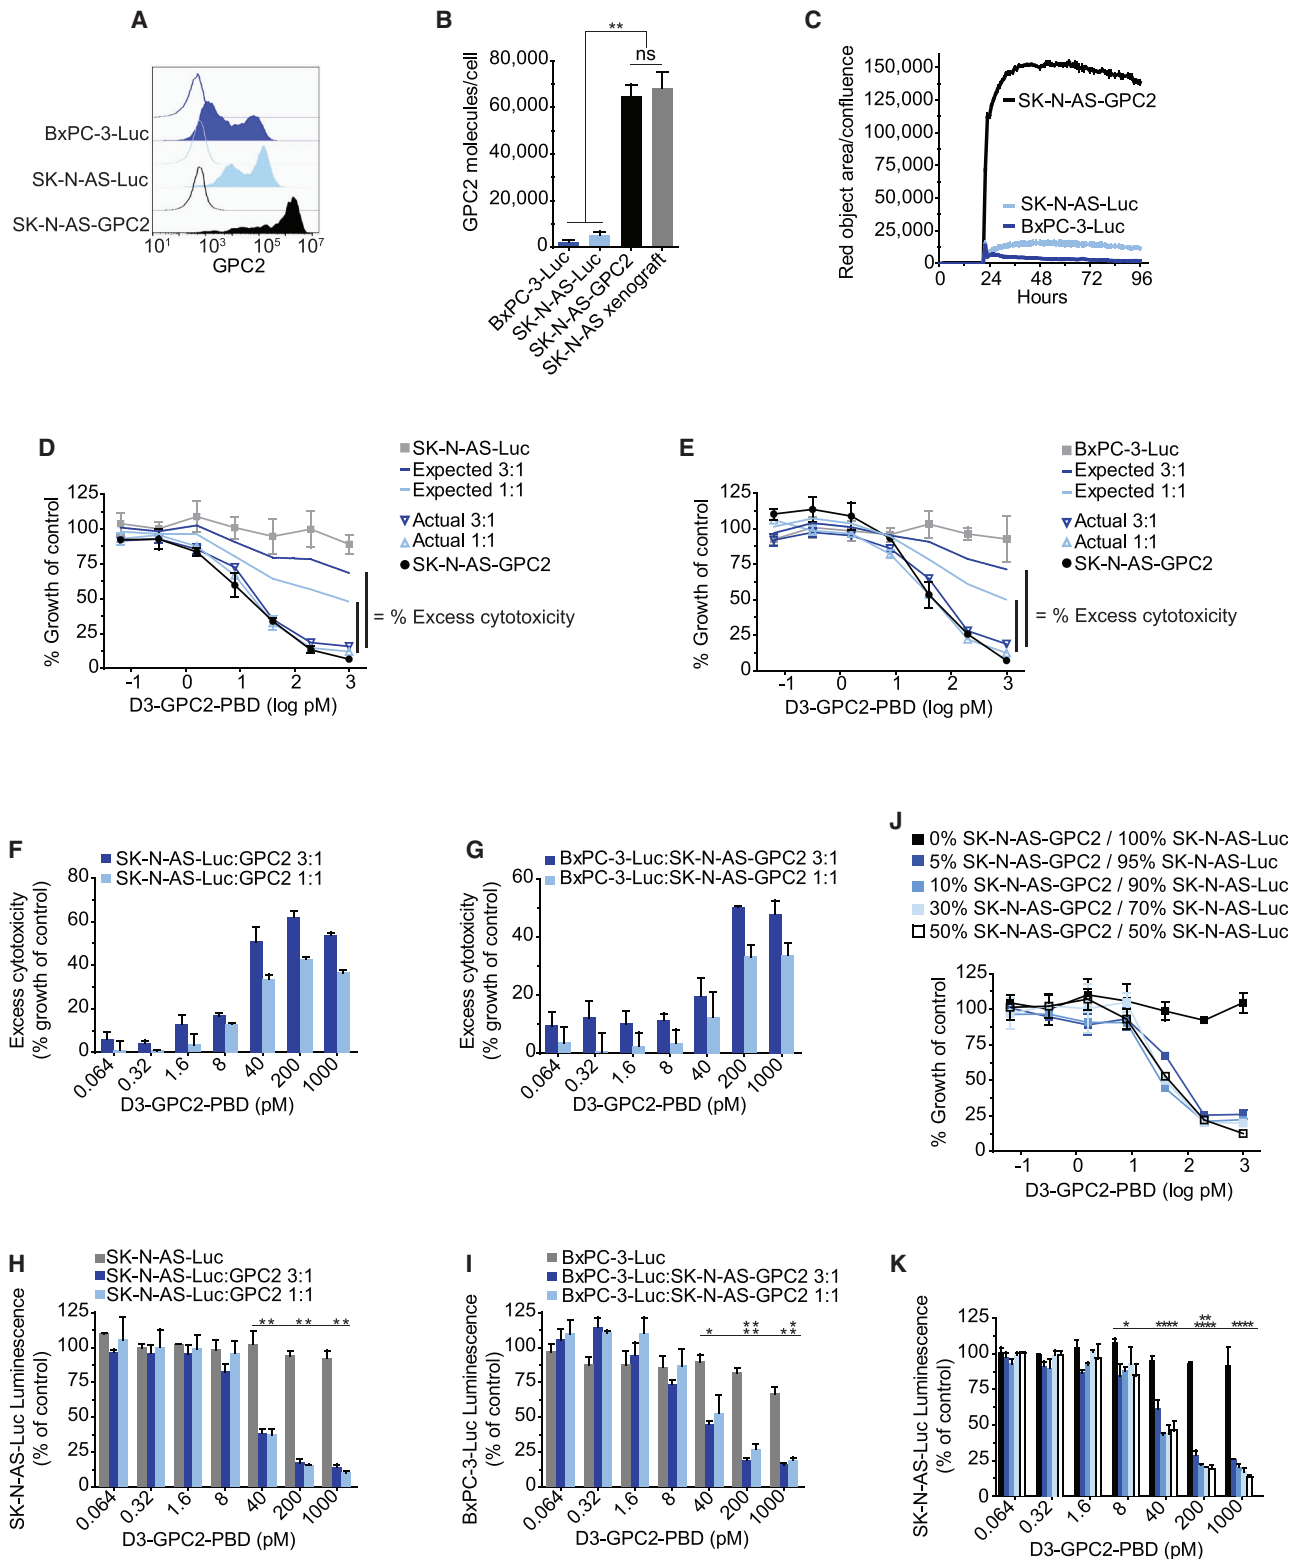 A
BxPC-3-Luc
SK-N-AS-Luc
SK-N-AS-GPC2
10¹ 10³ 10⁵ 10⁷
GPC2
B
**
ns
80,000
60,000
40,000
20,000
0
GPC2 molecules/cell
BxPC-3-Luc
SK-N-AS-Luc
SK-N-AS-GPC2
SK-N-AS xenograft
C
150,000
125,000
100,000
75,000
50,000
25,000
0
Red object area/confluence
SK-N-AS-GPC2
SK-N-AS-Luc
BxPC-3-Luc
0 24 48 72 96
Hours
D
SK-N-AS-Luc
Expected 3:1
Expected 1:1
Actual 3:1
Actual 1:1
SK-N-AS-GPC2
125
100
75
50
25
0
% Growth of control
= % Excess cytotoxicity
-1 0 1 2 3
D3-GPC2-PBD (log pM)
E
BxPC-3-Luc
Expected 3:1
Expected 1:1
Actual 3:1
Actual 1:1
SK-N-AS-GPC2
125
100
75
50
25
0
% Growth of control
= % Excess cytotoxicity
-1 0 1 2 3
D3-GPC2-PBD (log pM)
F
SK-N-AS-Luc:GPC2 3:1
SK-N-AS-Luc:GPC2 1:1
80
60
40
20
0
Excess cytotoxicity
(% growth of control)
0.064 0.32 1.6 8 40 200 1000
D3-GPC2-PBD (pM)
G
BxPC-3-Luc:SK-N-AS-GPC2 3:1
BxPC-3-Luc:SK-N-AS-GPC2 1:1
60
40
20
0
Excess cytotoxicity
(% growth of control)
0.064 0.32 1.6 8 40 200 1000
D3-GPC2-PBD (pM)
J
0% SK-N-AS-GPC2 / 100% SK-N-AS-Luc
5% SK-N-AS-GPC2 / 95% SK-N-AS-Luc
10% SK-N-AS-GPC2 / 90% SK-N-AS-Luc
30% SK-N-AS-GPC2 / 70% SK-N-AS-Luc
50% SK-N-AS-GPC2 / 50% SK-N-AS-Luc
125
100
75
50
25
0
% Growth of control
-1 0 1 2 3
D3-GPC2-PBD (log pM)
H
SK-N-AS-Luc
SK-N-AS-Luc:GPC2 3:1
SK-N-AS-Luc:GPC2 1:1
125
100
75
50
25
0
SK-N-AS-Luc Luminescence
(% of control)
** ** **
0.064 0.32 1.6 8 40 200 1000
D3-GPC2-PBD (pM)
I
BxPC-3-Luc
BxPC-3-Luc:SK-N-AS-GPC2 3:1
BxPC-3-Luc:SK-N-AS-GPC2 1:1
125
100
75
50
25
0
BxPC-3-Luc Luminescence
(% of control)
** *
* ** **
0.064 0.32 1.6 8 40 200 1000
D3-GPC2-PBD (pM)
K
125
100
75
50
25
0
SK-N-AS-Luc Luminescence
(% of control)
**
* **** **** ****
0.064 0.32 1.6 8 40 200 1000
D3-GPC2-PBD (pM)